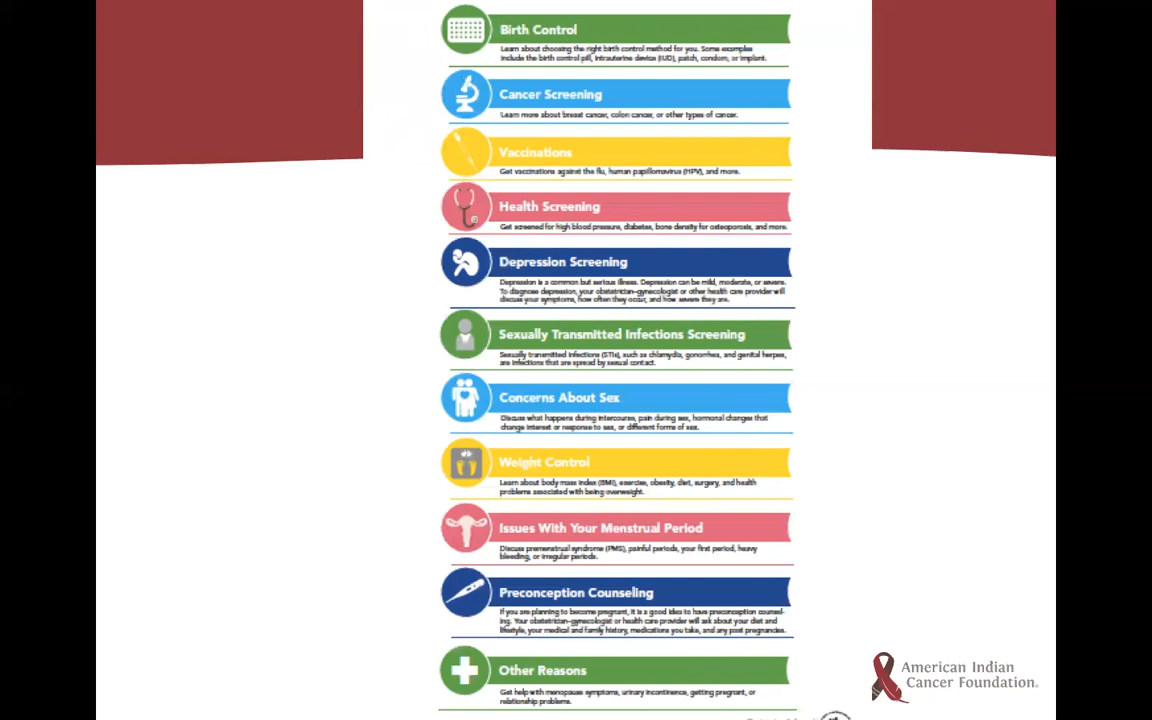 Birth Control
Learn about choosing the right birth control method for you. Some examples
include the birth control pill, intrauterine device (IUD), patch, condom, or implant.
Cancer Screening
Learn more about breast cancer, colon cancer, or other types of cancer.
Vaccinations
Get vaccinations against the flu, human papillomavirus (HPV), and more.
Health Screening
Get screened for high blood pressure, diabetes, bone density for osteoporosis, and more.
Depression Screening
Depression is a common but serious illness. Depression can be mild, moderate, or severe.
To diagnose depression, your obstetrician–gynecologist or other health care provider will
discuss your symptoms, how often they occur, and how severe they are.
Sexually Transmitted Infections Screening
Sexually transmitted infections (STIs), such as chlamydia, gonorrhea, and genital herpes,
are infections that are spread by sexual contact.
Concerns About Sex
Discuss what happens during intercourse, pain during sex, hormonal changes that
change interest or response to sex, or different forms of sex.
Weight Control
Learn about body mass index (BMI), exercise, obesity, diet, surgery, and health
problems associated with being overweight.
Issues With Your Menstrual Period
Discuss premenstrual syndrome (PMS), painful periods, your first period, heavy
bleeding, or irregular periods.
Preconception Counseling
If you are planning to become pregnant, it is a good idea to have preconception counsel-
ing. Your obstetrician–gynecologist or health care provider will ask about your diet and
lifestyle, your medical and family history, medications you take, and any past pregnancies.
Other Reasons
Get help with menopause symptoms, urinary incontinence, getting pregnant, or
relationship problems.
American Indian
Cancer Foundation®